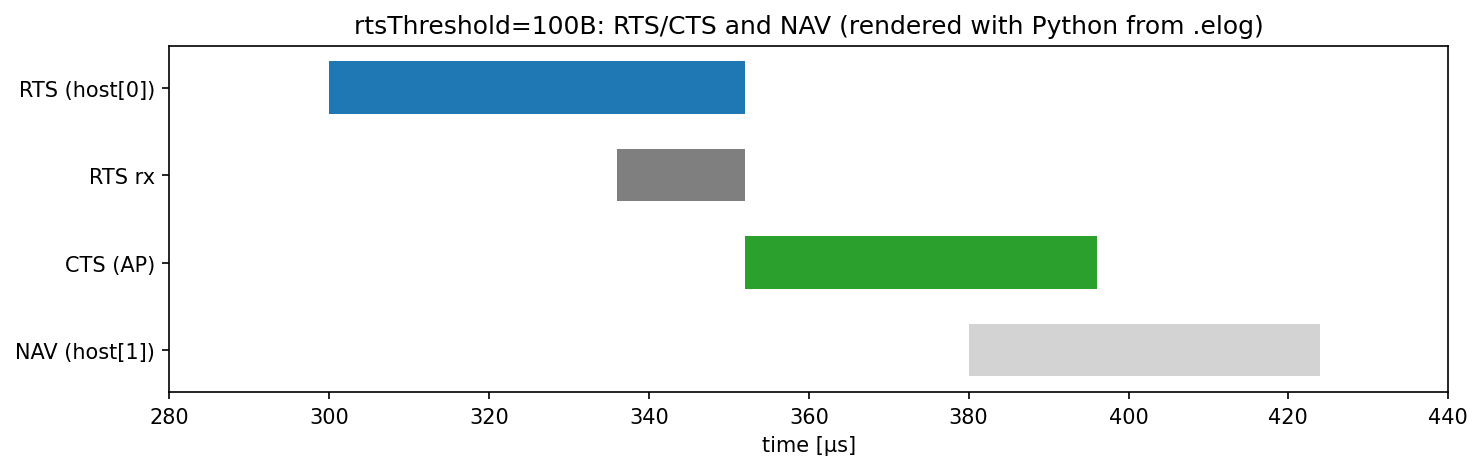 rtsThreshold=100B: RTS/CTS and NAV (rendered with Python from .elog)
RTS (host[0])
RTS rx
CTS (AP)
NAV (host[1])
280 300 320 340 360 380 400 420 440
time [µs]